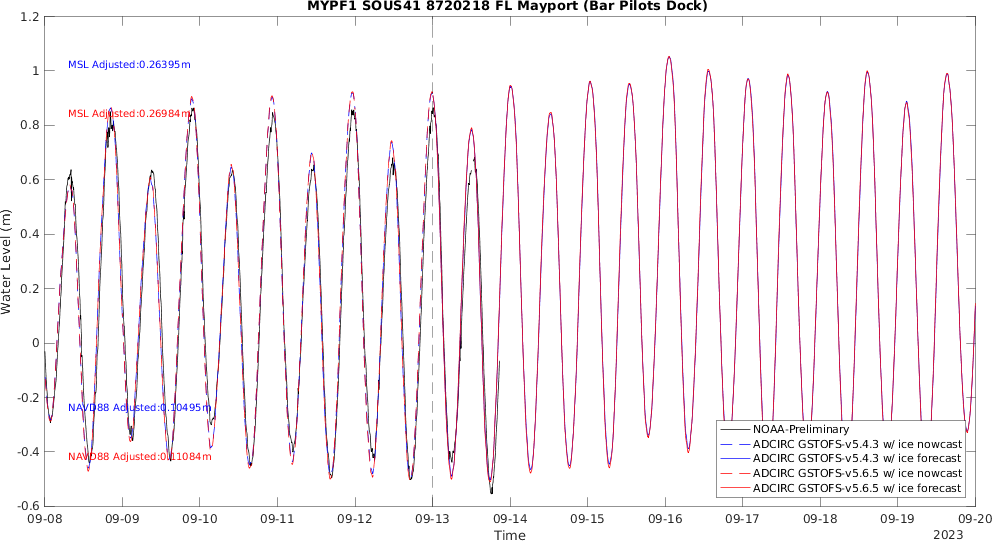 MYPF1 SOUS41 8720218 FL Mayport (Bar Pilots Dock)
1.2
1
0.8
0.6
0.4
0.2
0
-0.2
-0.4
-0.6
Water Level (m)
MSL Adjusted:0.26395m
MSL Adjusted:0.26984m
NAVD88 Adjusted:0.10495m
NAVD88 Adjusted:0.11084m
NOAA-Preliminary
ADCIRC GSTOFS-v5.4.3 w/ ice nowcast
ADCIRC GSTOFS-v5.4.3 w/ ice forecast
ADCIRC GSTOFS-v5.6.5 w/ ice nowcast
ADCIRC GSTOFS-v5.6.5 w/ ice forecast
09-08 09-09 09-10 09-11 09-12 09-13 09-14 09-15 09-16 09-17 09-18 09-19 09-20
Time
2023